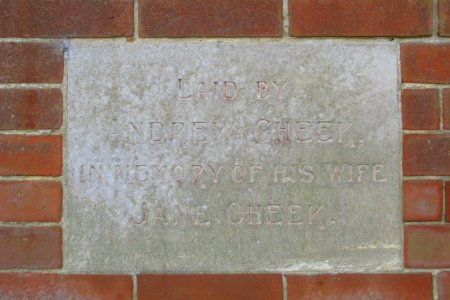 LAID BY
ANDREW CHEEK,
IN MEMORY OF HIS WIFE
JANE CHEEK.